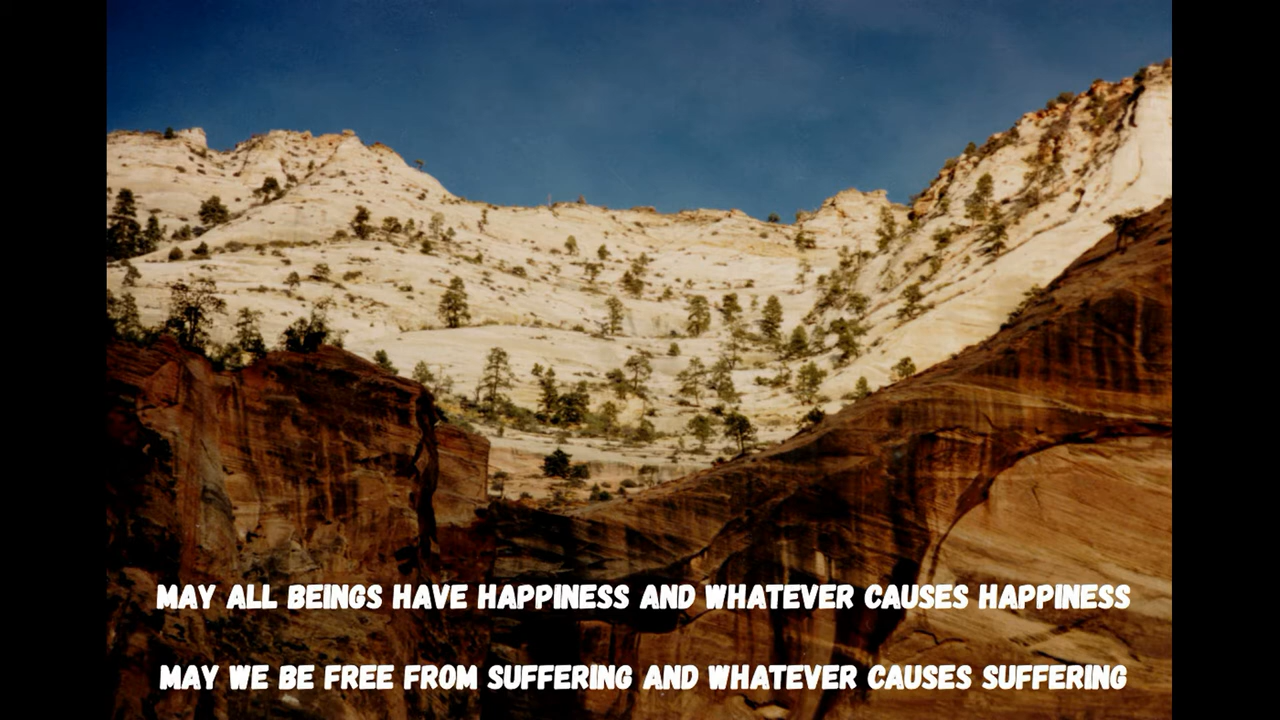 MAY ALL BEINGS HAVE HAPPINESS AND WHATEVER CAUSES HAPPINESS
MAY WE BE FREE FROM SUFFERING AND WHATEVER CAUSES SUFFERING